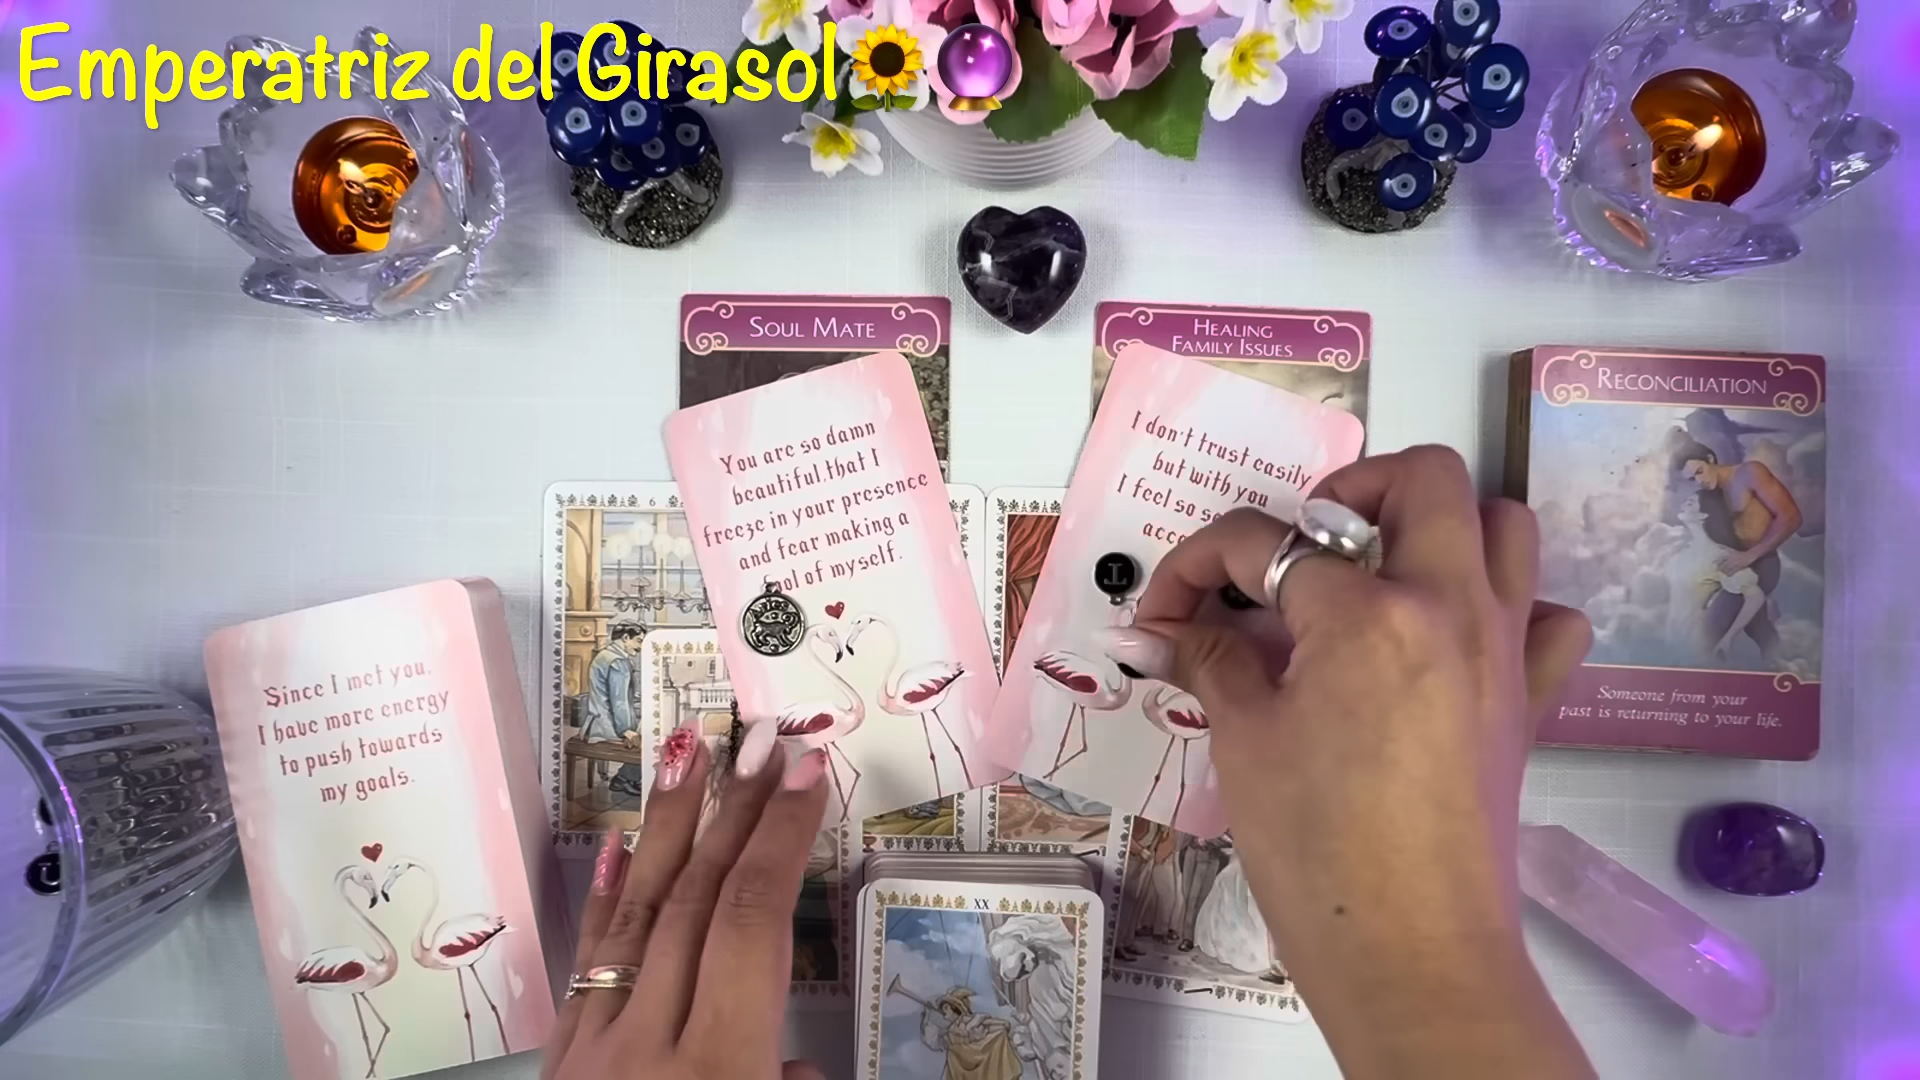 Emperatriz del Girasol🌻🔮
SOUL MATE
HEALING
FAMILY ISSUES
RECONCILIATION
You are so damn
beautiful,that I
freeze in your presence
and fear making a
of myself.
I don't trust easily
but with you
I feel so
6
Aries
T
Since I met you,
I have more energy
to push towards
my goals.
Someone from your
past is returning to your life.
XX